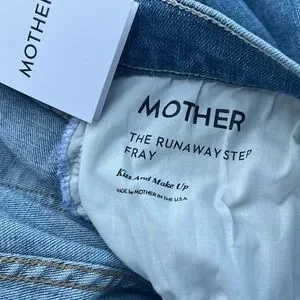 MOTHER
MOTHER
THE RUNAWAY STEP
FRAY
Kiss And Make Up
MADE by MOTHER IN THE U.S.A.